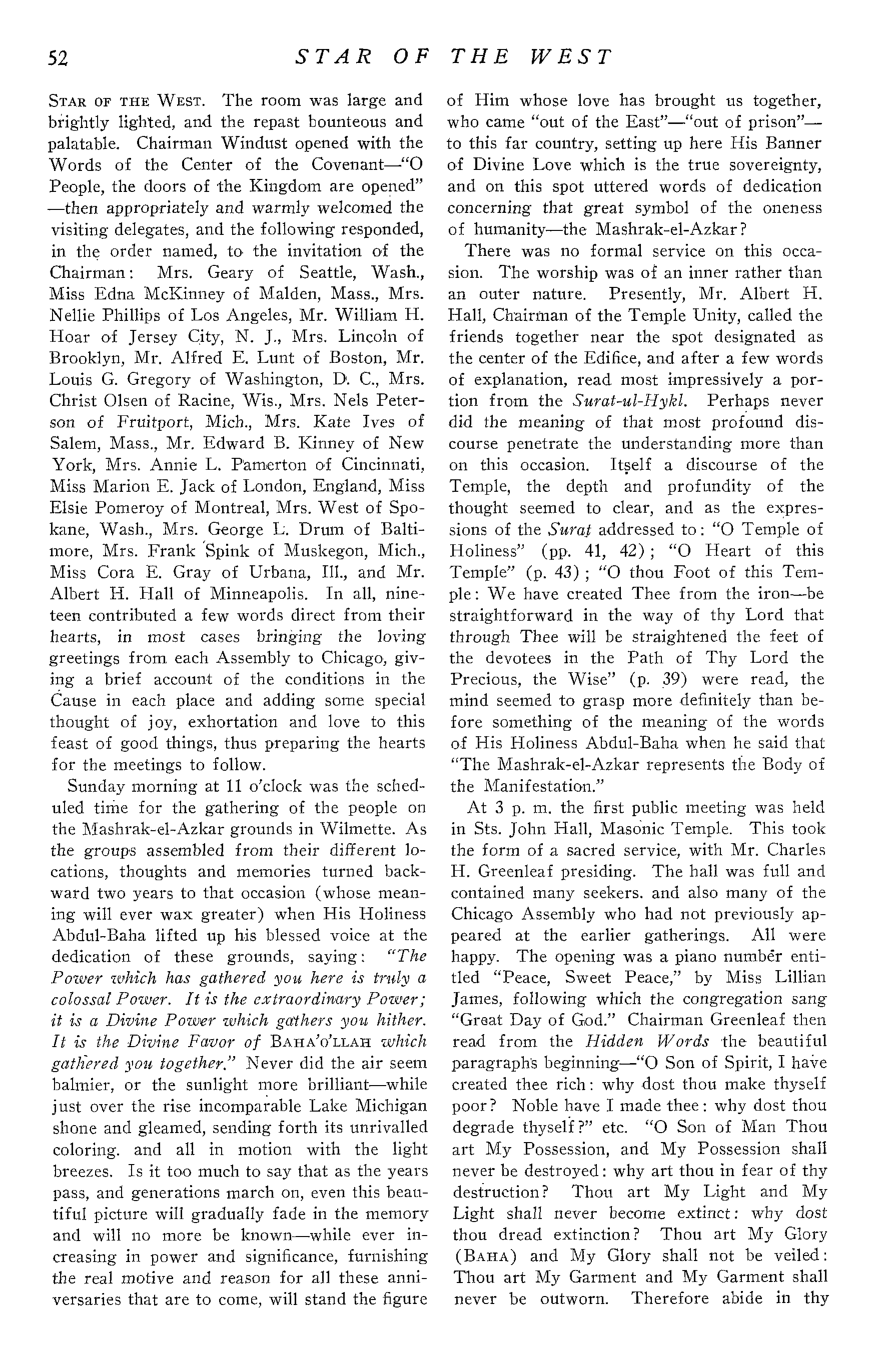 52
STAR OF THE WEST
STAR OF THE WEST. The room was large and
brightly lighted, and the repast bounteous and
palatable. Chairman Windust opened with the
Words of the Center of the Covenant—“O
People, the doors of the Kingdom are opened”
—then appropriately and warmly welcomed the
visiting delegates, and the following responded,
in the order named, to the invitation of the
Chairman: Mrs. Geary of Seattle, Wash.,
Miss Edna McKinney of Malden, Mass., Mrs.
Nellie Phillips of Los Angeles, Mr. William H.
Hoar of Jersey City, N. J., Mrs. Lincoln of
Brooklyn, Mr. Alfred E. Lunt of Boston, Mr.
Louis G. Gregory of Washington, D. C., Mrs.
Christ Olsen of Racine, Wis., Mrs. Nels Peter-
son of Fruitport, Mich., Mrs. Kate Ives of
Salem, Mass., Mr. Edward B. Kinney of New
York, Mrs. Annie L. Pamerton of Cincinnati,
Miss Marion E. Jack of London, England, Miss
Elsie Pomeroy of Montreal, Mrs. West of Spo-
kane, Wash., Mrs. George L. Drum of Balti-
more, Mrs. Frank Spink of Muskegon, Mich.,
Miss Cora E. Gray of Urbana, Ill., and Mr.
Albert H. Hall of Minneapolis. In all, nine-
teen contributed a few words direct from their
hearts, in most cases bringing the loving
greetings from each Assembly to Chicago, giv-
ing a brief account of the conditions in the
Cause in each place and adding some special
thought of joy, exhortation and love to this
feast of good things, thus preparing the hearts
for the meetings to follow.
Sunday morning at 11 o’clock was the sched-
uled time for the gathering of the people on
the Mashrak-el-Azkar grounds in Wilmette. As
the groups assembled from their different lo-
cations, thoughts and memories turned back-
ward two years to that occasion (whose mean-
ing will ever wax greater) when His Holiness
Abdul-Baha lifted up his blessed voice at the
dedication of these grounds, saying: “The
Power which has gathered you here is truly a
colossal Power. It is the extraordinary Power;
it is a Divine Power which gathers you hither.
It is the Divine Favor of BAHA’O’LLAH which
gathered you together.” Never did the air seem
balmier, or the sunlight more brilliant—while
just over the rise incomparable Lake Michigan
shone and gleamed, sending forth its unrivalled
coloring. and all in motion with the light
breezes. Is it too much to say that as the years
pass, and generations march on, even this beau-
tiful picture will gradually fade in the memory
and will no more be known—while ever in-
creasing in power and significance, furnishing
the real motive and reason for all these anni-
versaries that are to come, will stand the figure
of Him whose love has brought us together,
who came “out of the East”—“out of prison”—
to this far country, setting up here His Banner
of Divine Love which is the true sovereignty,
and on this spot uttered words of dedication
concerning that great symbol of the oneness
of humanity—the Mashrak-el-Azkar?
There was no formal service on this occa-
sion. The worship was of an inner rather than
an outer nature. Presently, Mr. Albert H.
Hall, Chairman of the Temple Unity, called the
friends together near the spot designated as
the center of the Edifice, and after a few words
of explanation, read most impressively a por-
tion from the Surat-ul-Hykl. Perhaps never
did the meaning of that most profound dis-
course penetrate the understanding more than
on this occasion. Itself a discourse of the
Temple, the depth and profundity of the
thought seemed to clear, and as the expres-
sions of the Surat addressed to: “O Temple of
Holiness” (pp. 41, 42); “O Heart of this
Temple” (p. 43); “O thou Foot of this Tem-
ple: We have created Thee from the iron—be
straightforward in the way of thy Lord that
through Thee will be straightened the feet of
the devotees in the Path of Thy Lord the
Precious, the Wise” (p. 39) were read, the
mind seemed to grasp more definitely than be-
fore something of the meaning of the words
of His Holiness Abdul-Baha when he said that
“The Mashrak-el-Azkar represents the Body of
the Manifestation.”
At 3 p. m. the first public meeting was held
in Sts. John Hall, Masonic Temple. This took
the form of a sacred service, with Mr. Charles
H. Greenleaf presiding. The hall was full and
contained many seekers. and also many of the
Chicago Assembly who had not previously ap-
peared at the earlier gatherings. All were
happy. The opening was a piano number enti-
tled “Peace, Sweet Peace,” by Miss Lillian
James, following which the congregation sang
“Great Day of God.” Chairman Greenleaf then
read from the Hidden Words the beautiful
paragraphs beginning—“O Son of Spirit, I have
created thee rich: why dost thou make thyself
poor? Noble have I made thee: why dost thou
degrade thyself?” etc. “O Son of Man Thou
art My Possession, and My Possession shall
never be destroyed: why art thou in fear of thy
destruction? Thou art My Light and My
Light shall never become extinct: why dost
thou dread extinction? Thou art My Glory
(BAHA) and My Glory shall not be veiled:
Thou art My Garment and My Garment shall
never be outworn. Therefore abide in thy